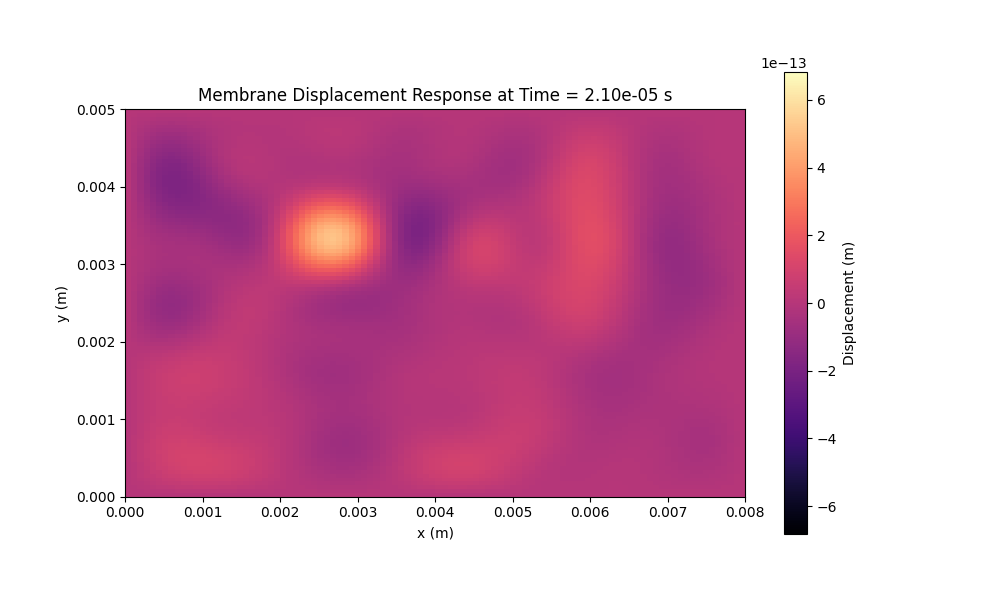 1e−13
Membrane Displacement Response at Time = 2.10e-05 s
0.005
0.004
0.003
0.002
0.001
0.000
y (m)
0.000 0.001 0.002 0.003 0.004 0.005 0.006 0.007 0.008
x (m)
6
4
2
0
−2
−4
−6
Displacement (m)